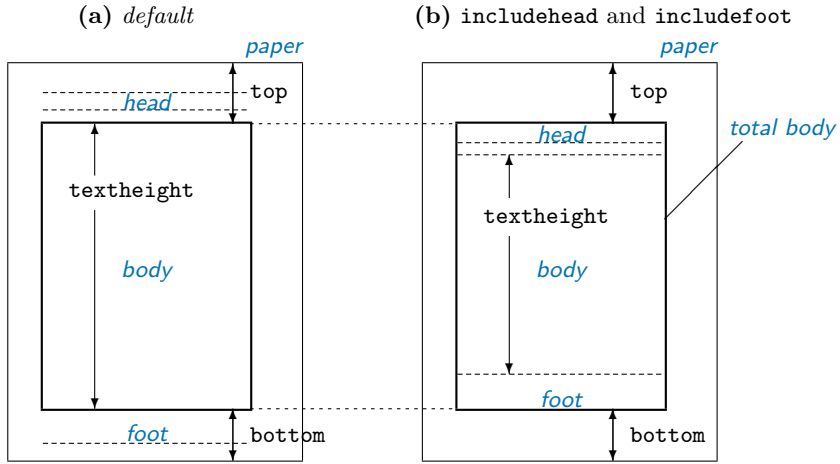 (a) default
(b) includehead and includefoot
paper
top
head
textheight
body
foot
bottom
paper
top
head
total body
textheight
body
foot
bottom